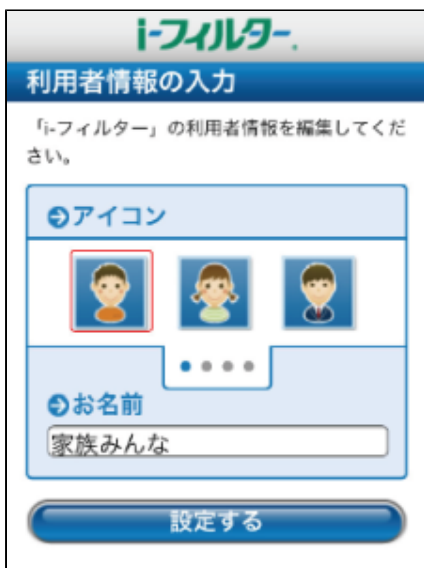 i-フィルター.
利用者情報の入力
「i-フィルター」の利用者情報を編集してくだ
さい。
アイコン
お名前
家族みんな
設定する